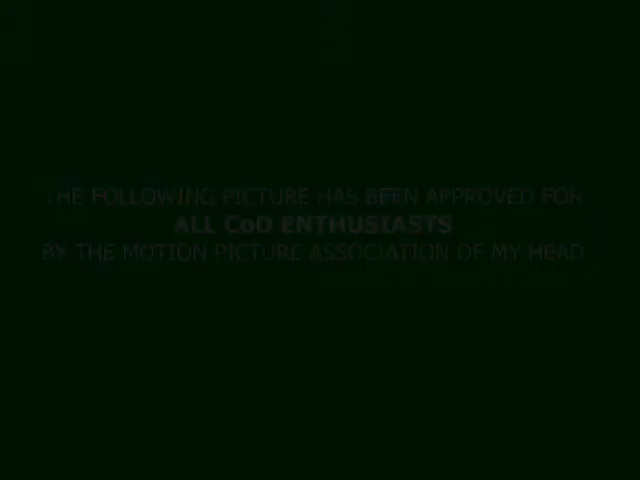 THE FOLLOWING PICTURE HAS BEEN APPROVED FOR
ALL CoD ENTHUSIASTS
BY THE MOTION PICTURE ASSOCIATION OF MY HEAD